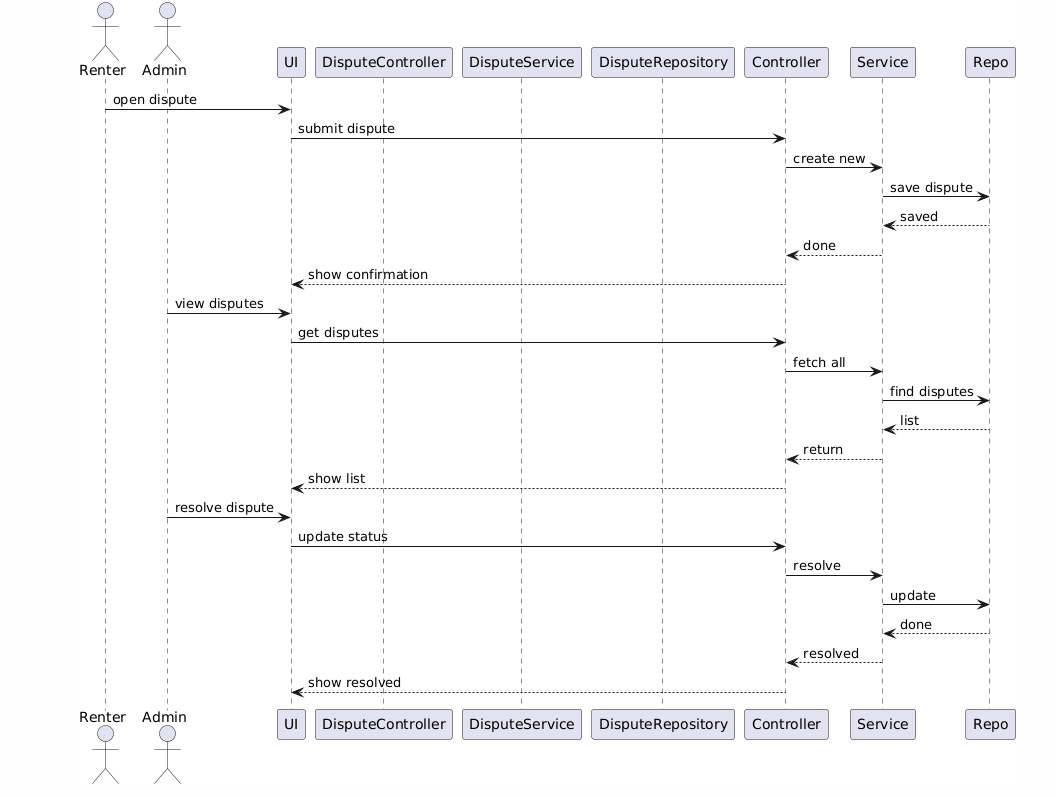 Renter Admin
UI DisputeController DisputeService DisputeRepository Controller Service Repo
open dispute
submit dispute
create new
save dispute
saved
done
show confirmation
view disputes
get disputes
fetch all
find disputes
list
return
show list
resolve dispute
update status
resolve
update
done
resolved
show resolved
Renter Admin
UI DisputeController DisputeService DisputeRepository Controller Service Repo